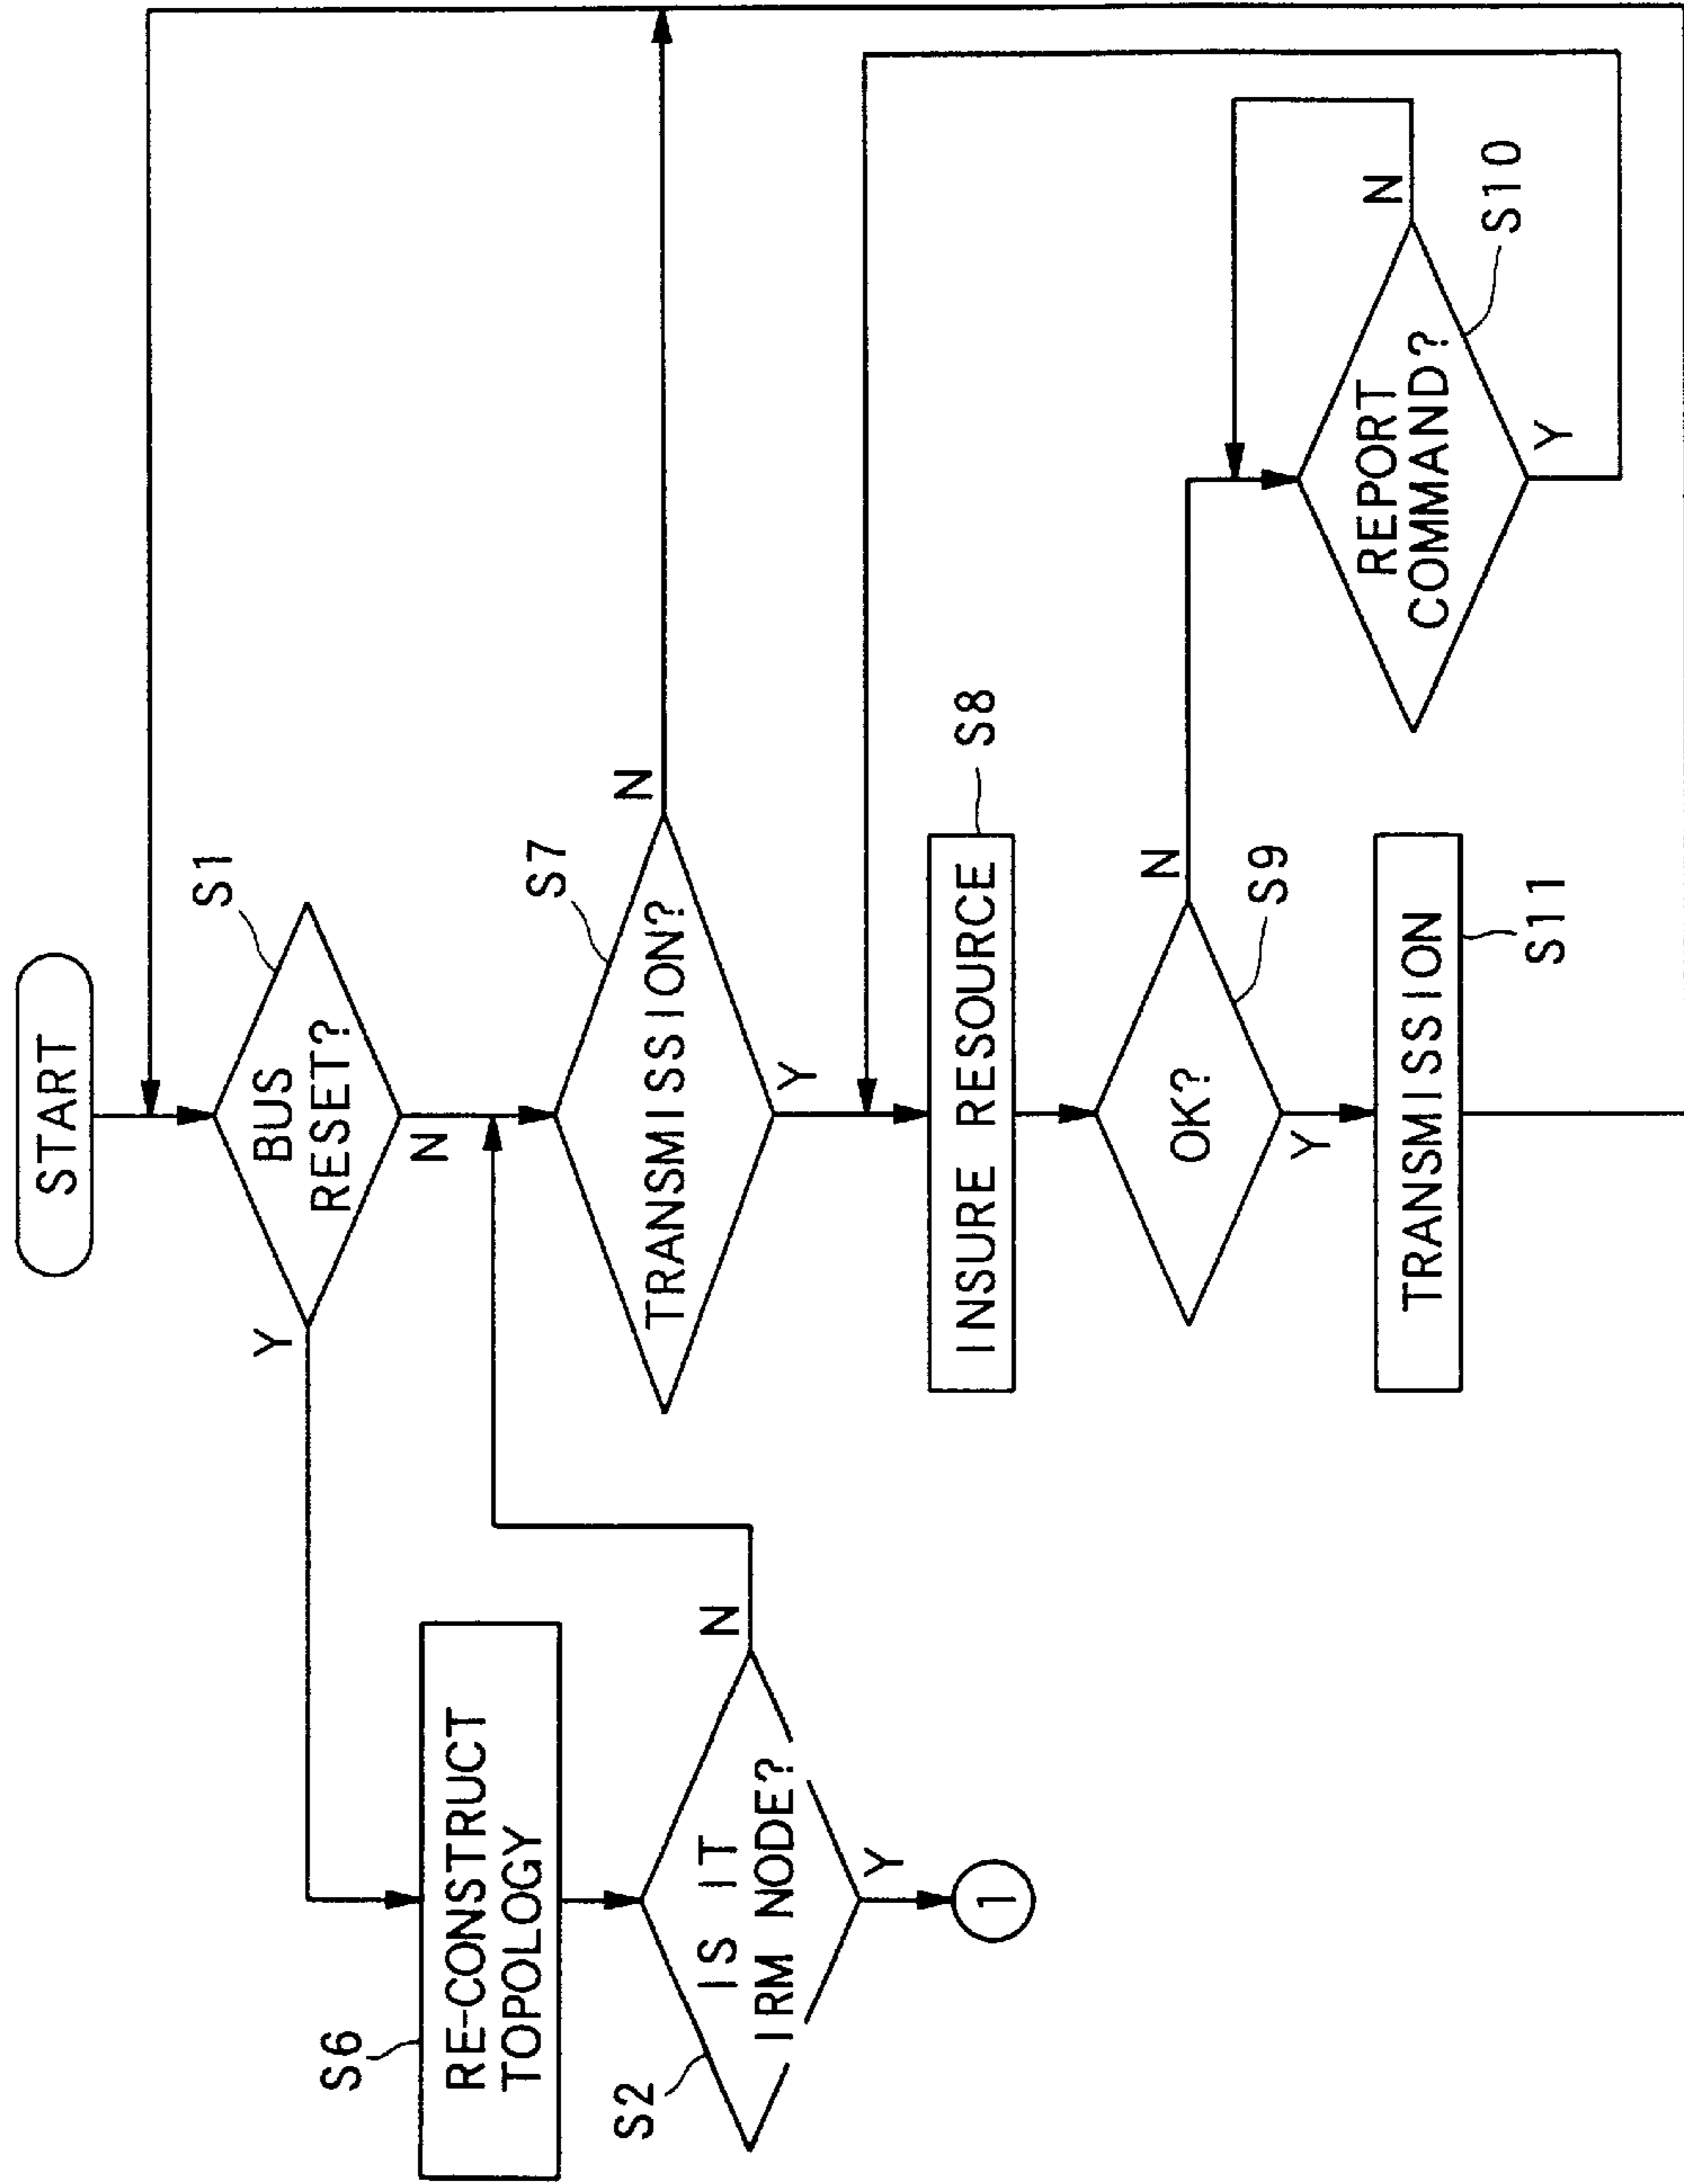 START
S1
BUS
RESET?
Y
N
S6
RE-CONSTRUCT
TOPOLOGY
S2
IS IT
IRM NODE?
N
Y
1
S7
TRANSMISSION?
N
Y
INSURE RESOURCE
S8
OK?
N
S9
Y
REPORT
COMMAND?
N
S10
Y
TRANSMISSION
S11